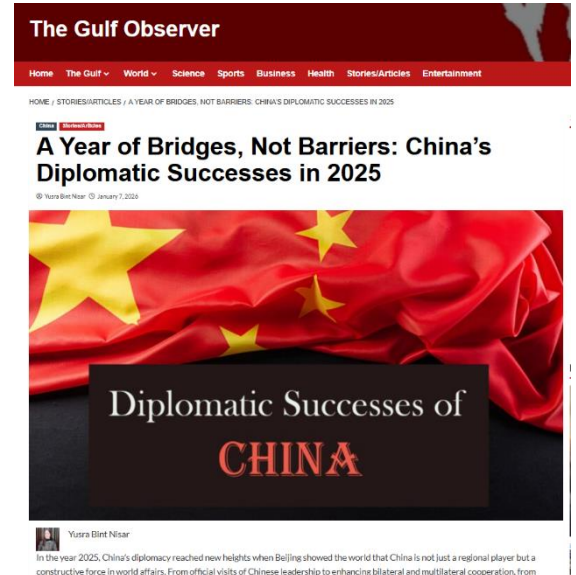 The Gulf Observer
Home The Gulf World Science Sports Business Health Stories/Articles Entertainment
HOME / STORIES/ARTICLES / A YEAR OF BRIDGES, NOT BARRIERS: CHINA'S DIPLOMATIC SUCCESSES IN 2025
China Stories/Articles
A Year of Bridges, Not Barriers: China's
Diplomatic Successes in 2025
Yusra Bint Nisar January 7, 2026
Diplomatic Successes of
CHINA
Yusra Bint Nisar
In the year 2025, China's diplomacy reached new heights when Beijing showed the world that China is not just a regional player but a
constructive force in world affairs. From official visits of Chinese leadership to enhancing bilateral and multilateral cooperation, from